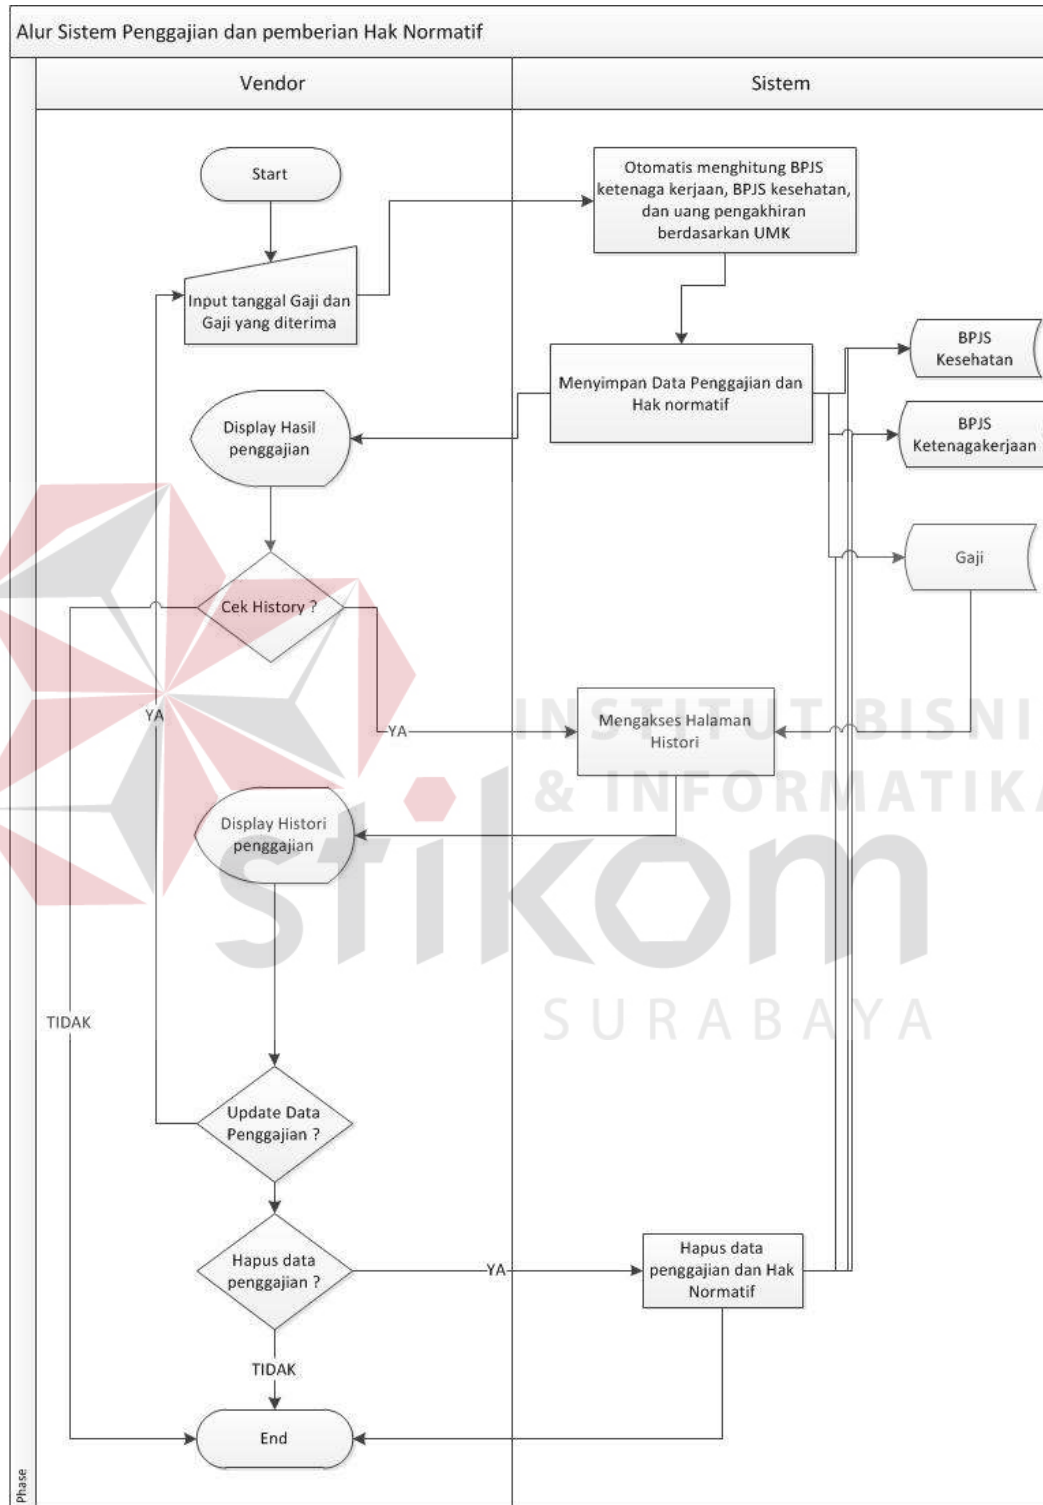 Alur Sistem Penggajian dan pemberian Hak Normatif
Vendor
Sistem
Start
Otomatis menghitung BPJS
ketenaga kerjaan, BPJS kesehatan,
dan uang pengakhiran
berdasarkan UMK
Input tanggal Gaji dan
Gaji yang diterima
BPJS
Kesehatan
Menyimpan Data Penggajian dan
Hak normatif
Display Hasil
penggajian
BPJS
Ketenagakerjaan
Gaji
Cek History ?
YA
YA
Mengakses Halaman
Histori
INSTITUT BISNI
& INFORMATIKA
stikom
SURABAYA
Display Histori
penggajian
TIDAK
Update Data
Penggajian ?
Hapus data
penggajian ?
YA
Hapus data
penggajian dan Hak
Normatif
TIDAK
End
Phase